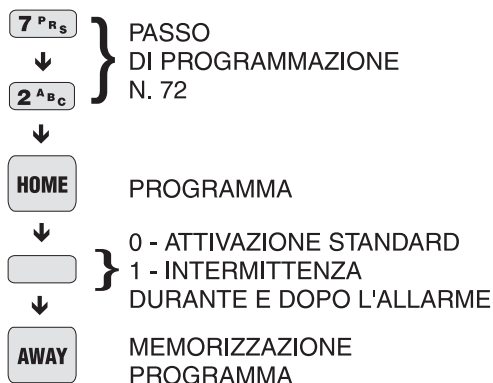 7 PRS
PASSO
DI PROGRAMMAZIONE
2 ABC
N. 72
HOME
PROGRAMMA
0 - ATTIVAZIONE STANDARD
1 - INTERMITTENZA
DURANTE E DOPO L'ALLARME
AWAY
MEMORIZZAZIONE
PROGRAMMA